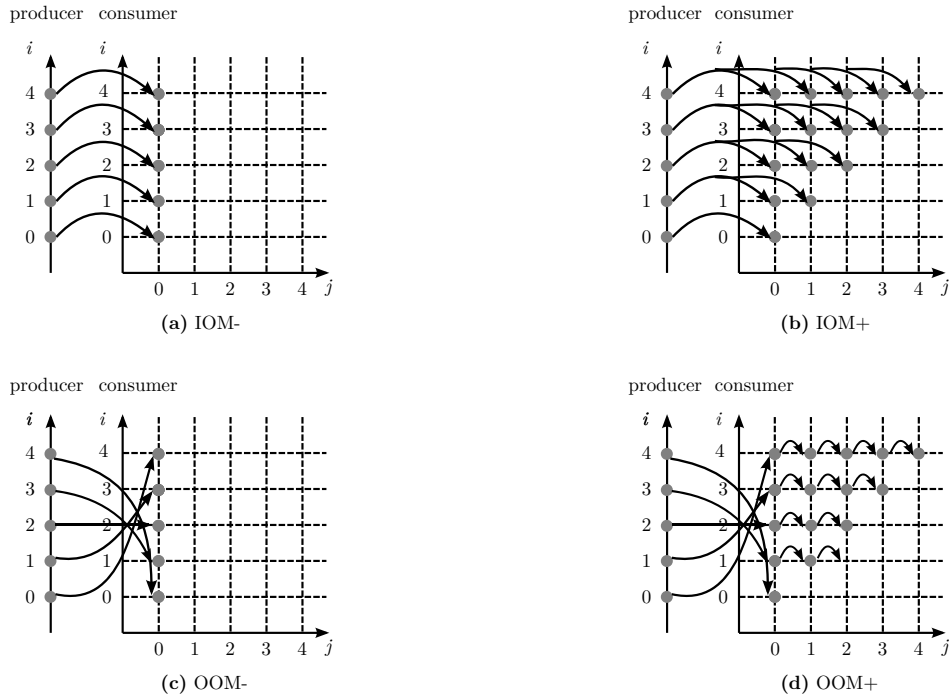 producer consumer
i i
4 4
3 3
2 2
1 1
0 0
0 1 2 3 4 j
(a) IOM-
producer consumer
i i
4 4
3 3
2 2
1 1
0 0
0 1 2 3 4 j
(b) IOM+
producer consumer
i i
4 4
3 3
2 2
1 1
0 0
0 1 2 3 4 j
(c) OOM-
producer consumer
i i
4 4
3 3
2 2
1 1
0 0
0 1 2 3 4 j
(d) OOM+